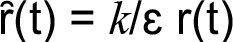 r̂(t) = k/ε r(t)